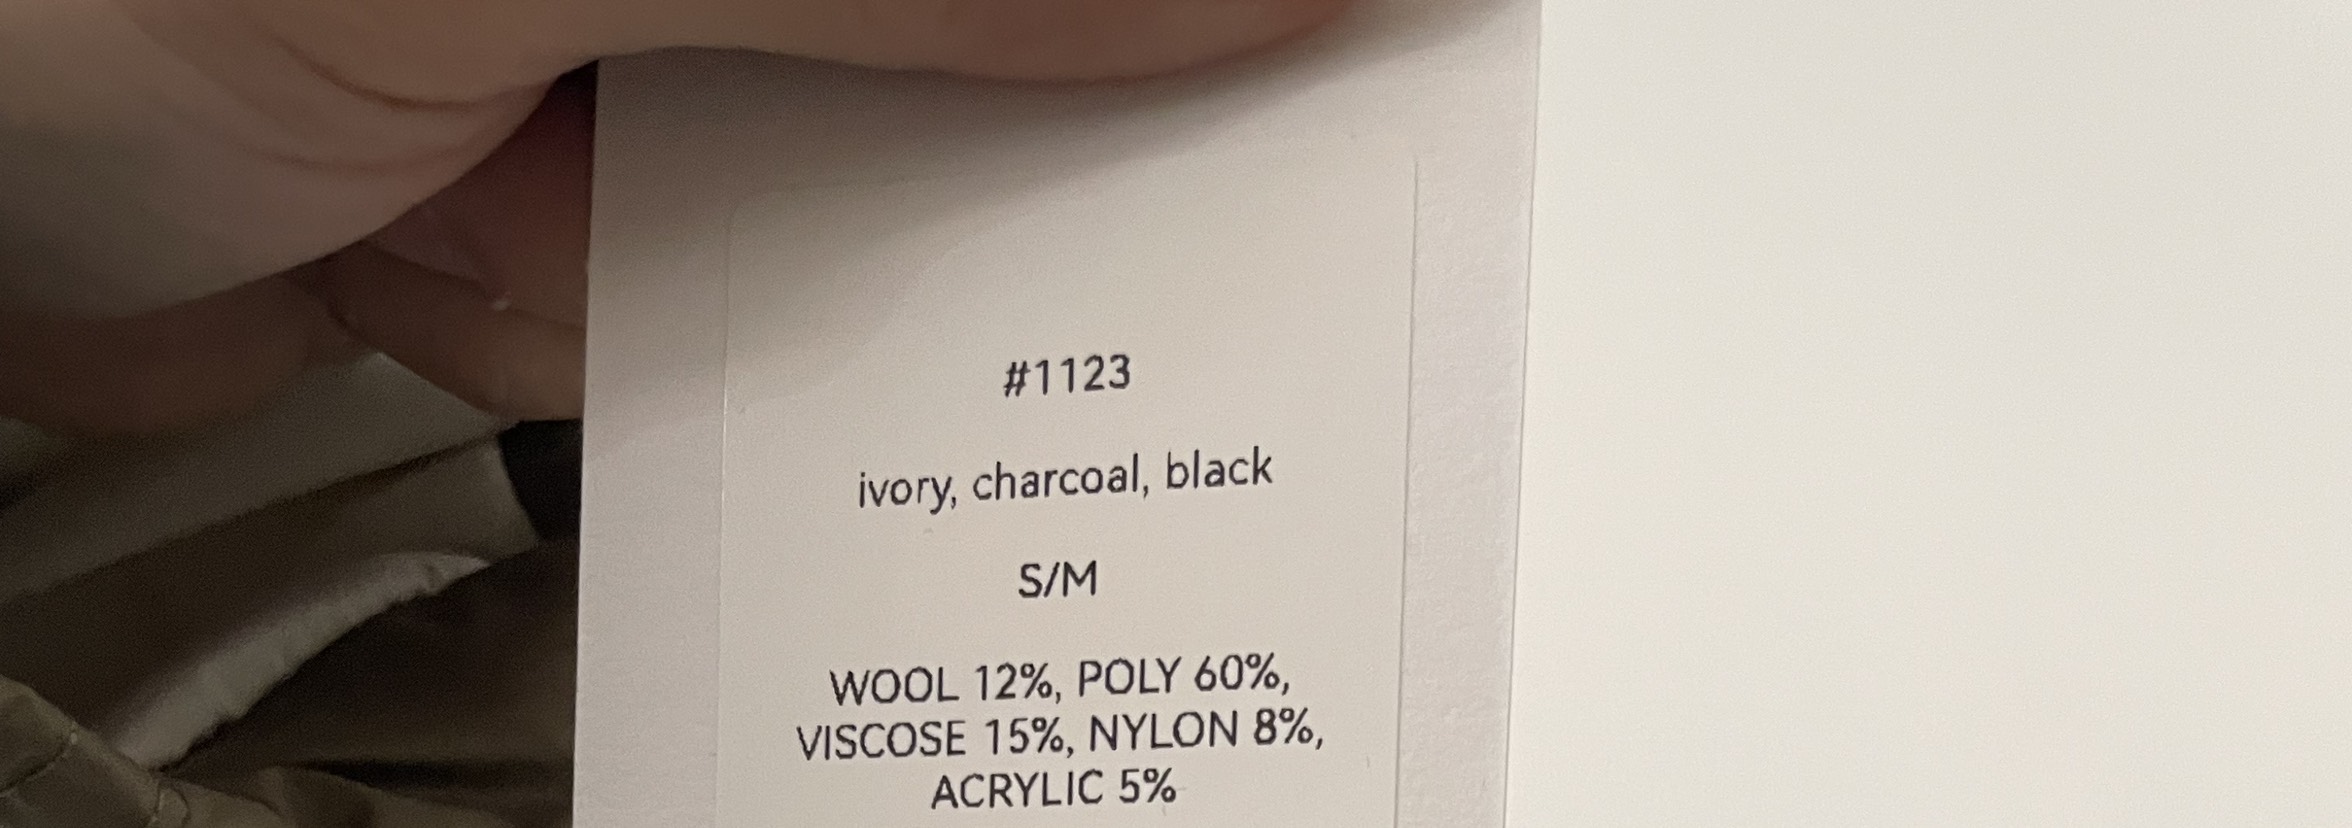 #1123
ivory, charcoal, black
S/M
WOOL 12%, POLY 60%,
VISCOSE 15%, NYLON 8%,
ACRYLIC 5%